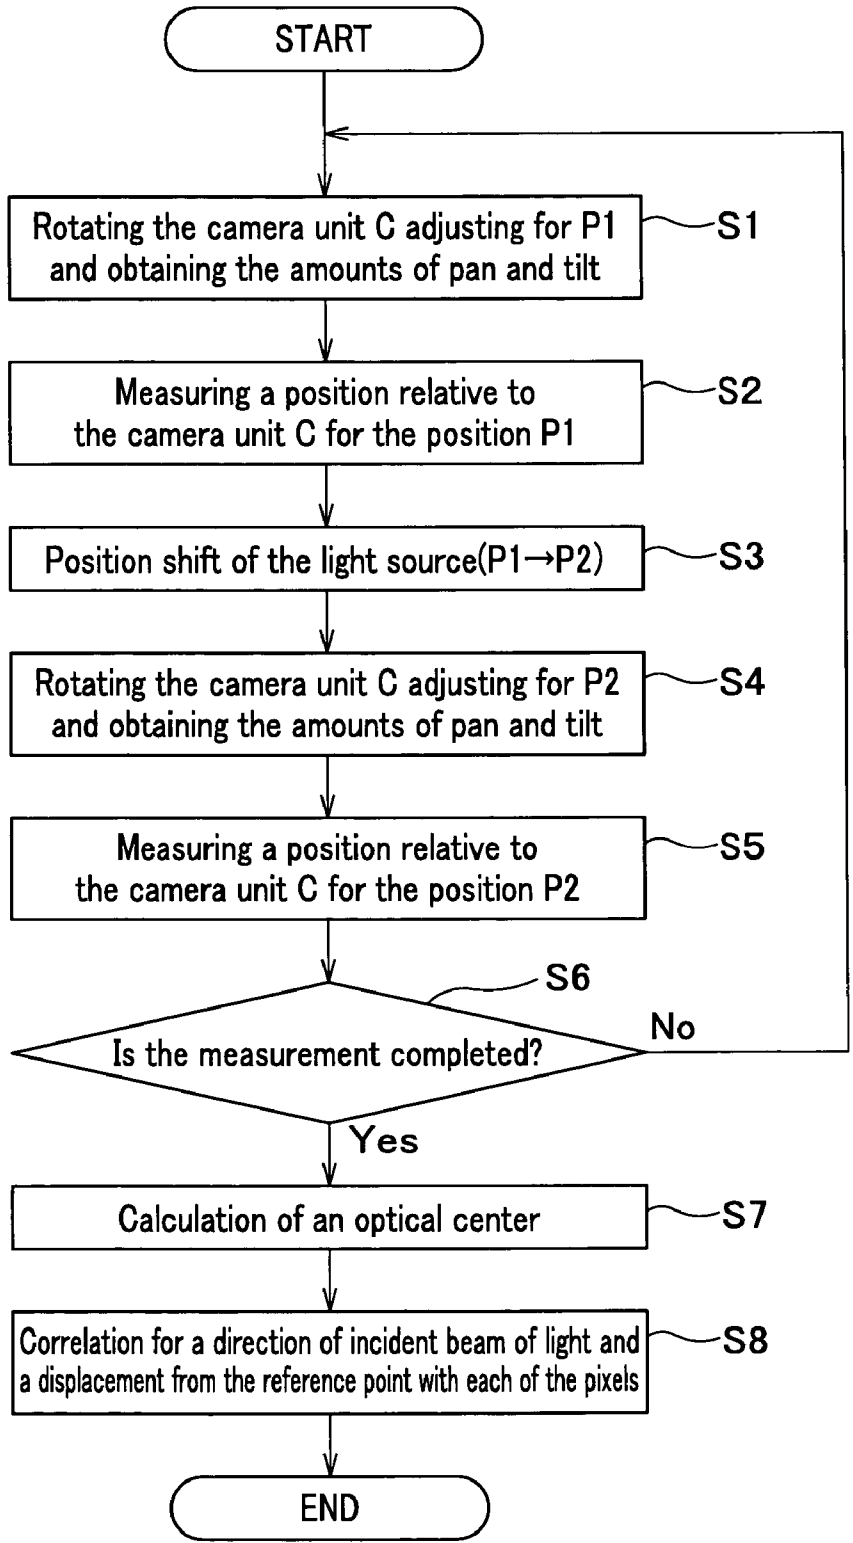 START
Rotating the camera unit C adjusting for P1
and obtaining the amounts of pan and tilt
S1
Measuring a position relative to
the camera unit C for the position P1
S2
Position shift of the light source(P1→P2)
S3
Rotating the camera unit C adjusting for P2
and obtaining the amounts of pan and tilt
S4
Measuring a position relative to
the camera unit C for the position P2
S5
S6
Is the measurement completed?
No
Yes
Calculation of an optical center
S7
Correlation for a direction of incident beam of light and
a displacement from the reference point with each of the pixels
S8
END